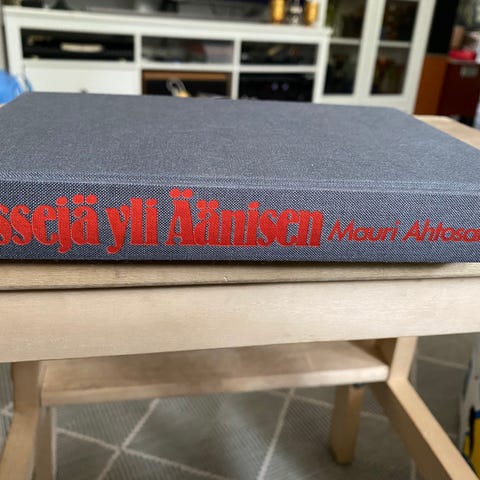 ssejä yli Äänisen Mauri Ahtosa